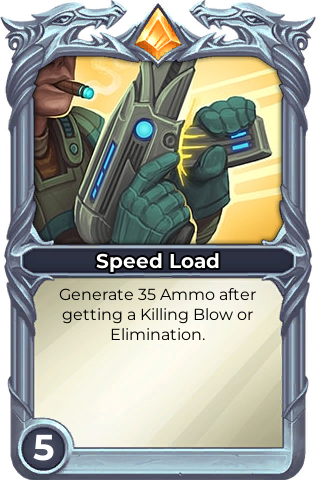 Speed Load
Generate 35 Ammo after
getting a Killing Blow or
Elimination.
5